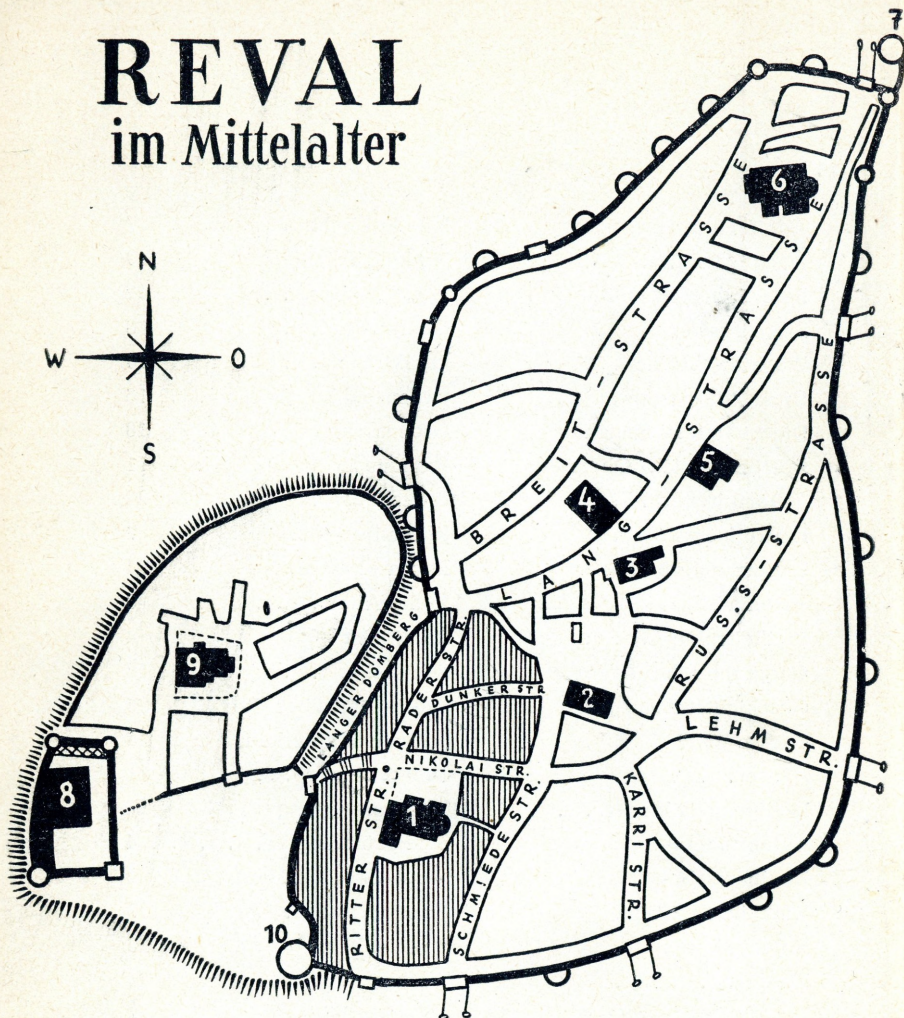 REVAL
im Mittelalter
7
N
W O
S
6
BREIT-STRASSE
LANG-STRASSE
RUSS-STRASSE
5
4
3
2
LEHM STR.
LANGER DOMBERG
RADER STR.
DUNKER STR
NIKOLAI STR.
KARRI STR.
9
8
1
RITTER STR.
SCHMIEDE STR.
10